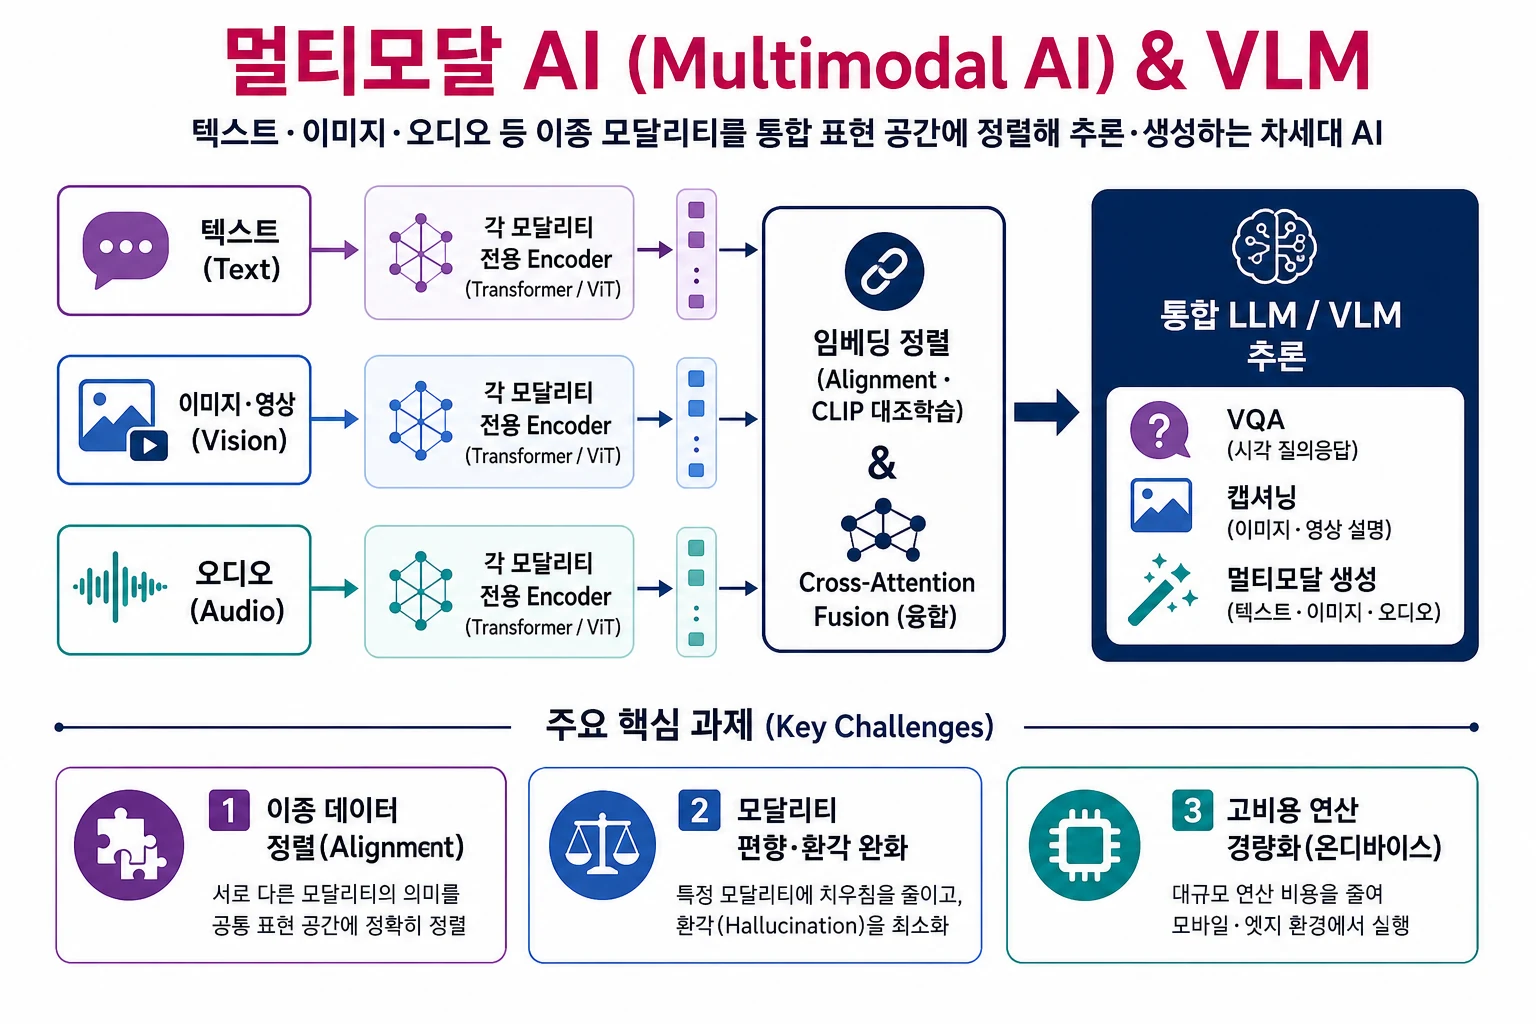 멀티모달 AI (Multimodal AI) & VLM
텍스트·이미지·오디오 등 이종 모달리티를 통합 표현 공간에 정렬해 추론·생성하는 차세대 AI
텍스트
(Text)
각 모달리티
전용 Encoder
(Transformer / ViT)
이미지·영상
(Vision)
각 모달리티
전용 Encoder
(Transformer / ViT)
오디오
(Audio)
각 모달리티
전용 Encoder
(Transformer / ViT)
임베딩 정렬
(Alignment ·
CLIP 대조학습)
&
Cross-Attention
Fusion (융합)
통합 LLM / VLM
추론
?
VQA
(시각 질의응답)
캡셔닝
(이미지·영상 설명)
멀티모달 생성
(텍스트·이미지·오디오)
주요 핵심 과제 (Key Challenges)
1 이종 데이터
정렬(Alignment)
서로 다른 모달리티의 의미를
공통 표현 공간에 정확히 정렬
2 모달리티
편향·환각 완화
특정 모달리티에 치우침을 줄이고,
환각(Hallucination)을 최소화
3 고비용 연산
경량화(온디바이스)
대규모 연산 비용을 줄여
모바일·엣지 환경에서 실행